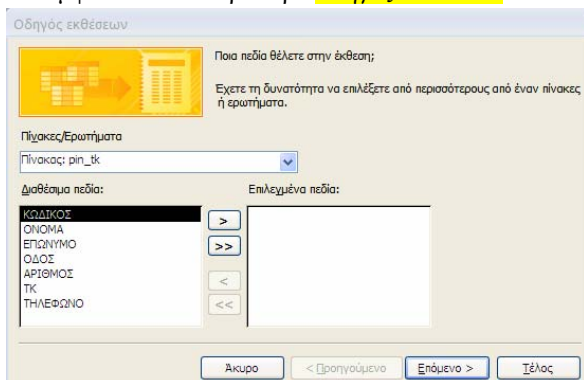 Οδηγός εκθέσεων
Ποια πεδία θέλετε στην έκθεση;
Έχετε τη δυνατότητα να επιλέξετε από περισσότερους από έναν πίνακες
ή ερωτήματα.
Πίνακες/Ερωτήματα
Πίνακας: pin_tk
Διαθέσιμα πεδία:
Επιλεγμένα πεδία:
ΚΩΔΙΚΟΣ
ΟΝΟΜΑ
ΕΠΩΝΥΜΟ
ΟΔΟΣ
ΑΡΙΘΜΟΣ
ΤΚ
ΤΗΛΕΦΩΝΟ
>
>>
<
<<
Άκυρο
< Προηγούμενο
Επόμενο >
Τέλος